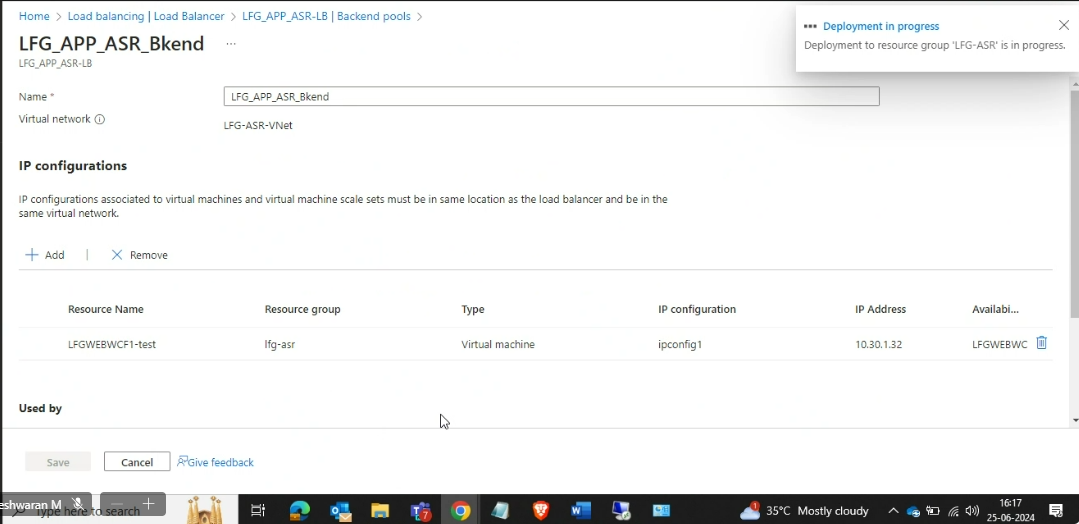 Home > Load balancing | Load Balancer > LFG_APP_ASR-LB | Backend pools >
LFG_APP_ASR_Bkend ...
LFG_APP_ASR-LB
Deployment in progress
Deployment to resource group 'LFG-ASR' is in progress.
Name * LFG_APP_ASR_Bkend
Virtual network LFG-ASR-VNet
IP configurations
IP configurations associated to virtual machines and virtual machine scale sets must be in same location as the load balancer and be in the
same virtual network.
+ Add | Remove
Resource Name Resource group Type IP configuration IP Address Availabi...
LFGWEBWCF1-test lfg-asr Virtual machine ipconfig1 10.30.1.32 LFGWEBWC
Used by
Save Cancel Give feedback
eshwaran M
Type here to search
7
1
35°C Mostly cloudy
16:17
25-06-2024